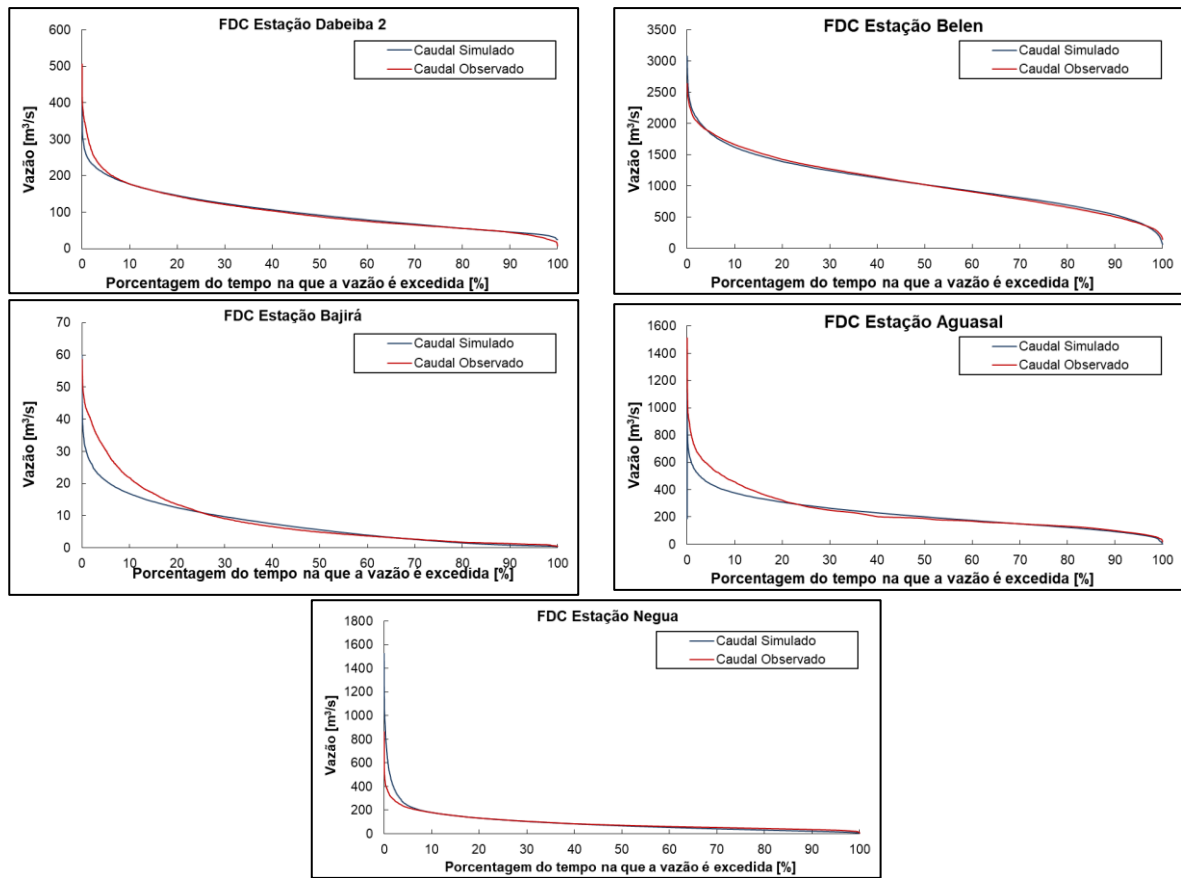 FDC Estação Dabeiba 2
Caudal Simulado
Caudal Observado
Vazão [m³/s]
600
500
400
300
200
100
0
0 10 20 30 40 50 60 70 80 90 100
Porcentagem do tempo na que a vazão é excedida [%]
FDC Estação Belen
Caudal Simulado
Caudal Observado
Vazão [m³/s]
3500
3000
2500
2000
1500
1000
500
0
0 10 20 30 40 50 60 70 80 90 100
Porcentagem do tempo na que a vazão é excedida [%]
FDC Estação Bajirá
Caudal Simulado
Caudal Observado
Vazão [m³/s]
70
60
50
40
30
20
10
0
0 10 20 30 40 50 60 70 80 90 100
Porcentagem do tempo na que a vazão é excedida [%]
FDC Estação Aguasal
Caudal Simulado
Caudal Observado
Vazão [m³/s]
1600
1400
1200
1000
800
600
400
200
0
0 10 20 30 40 50 60 70 80 90 100
Porcentagem do tempo na que a vazão é excedida [%]
FDC Estação Negua
Caudal Simulado
Caudal Observado
Vazão [m³/s]
1800
1600
1400
1200
1000
800
600
400
200
0
0 10 20 30 40 50 60 70 80 90 100
Porcentagem do tempo na que a vazão é excedida [%]